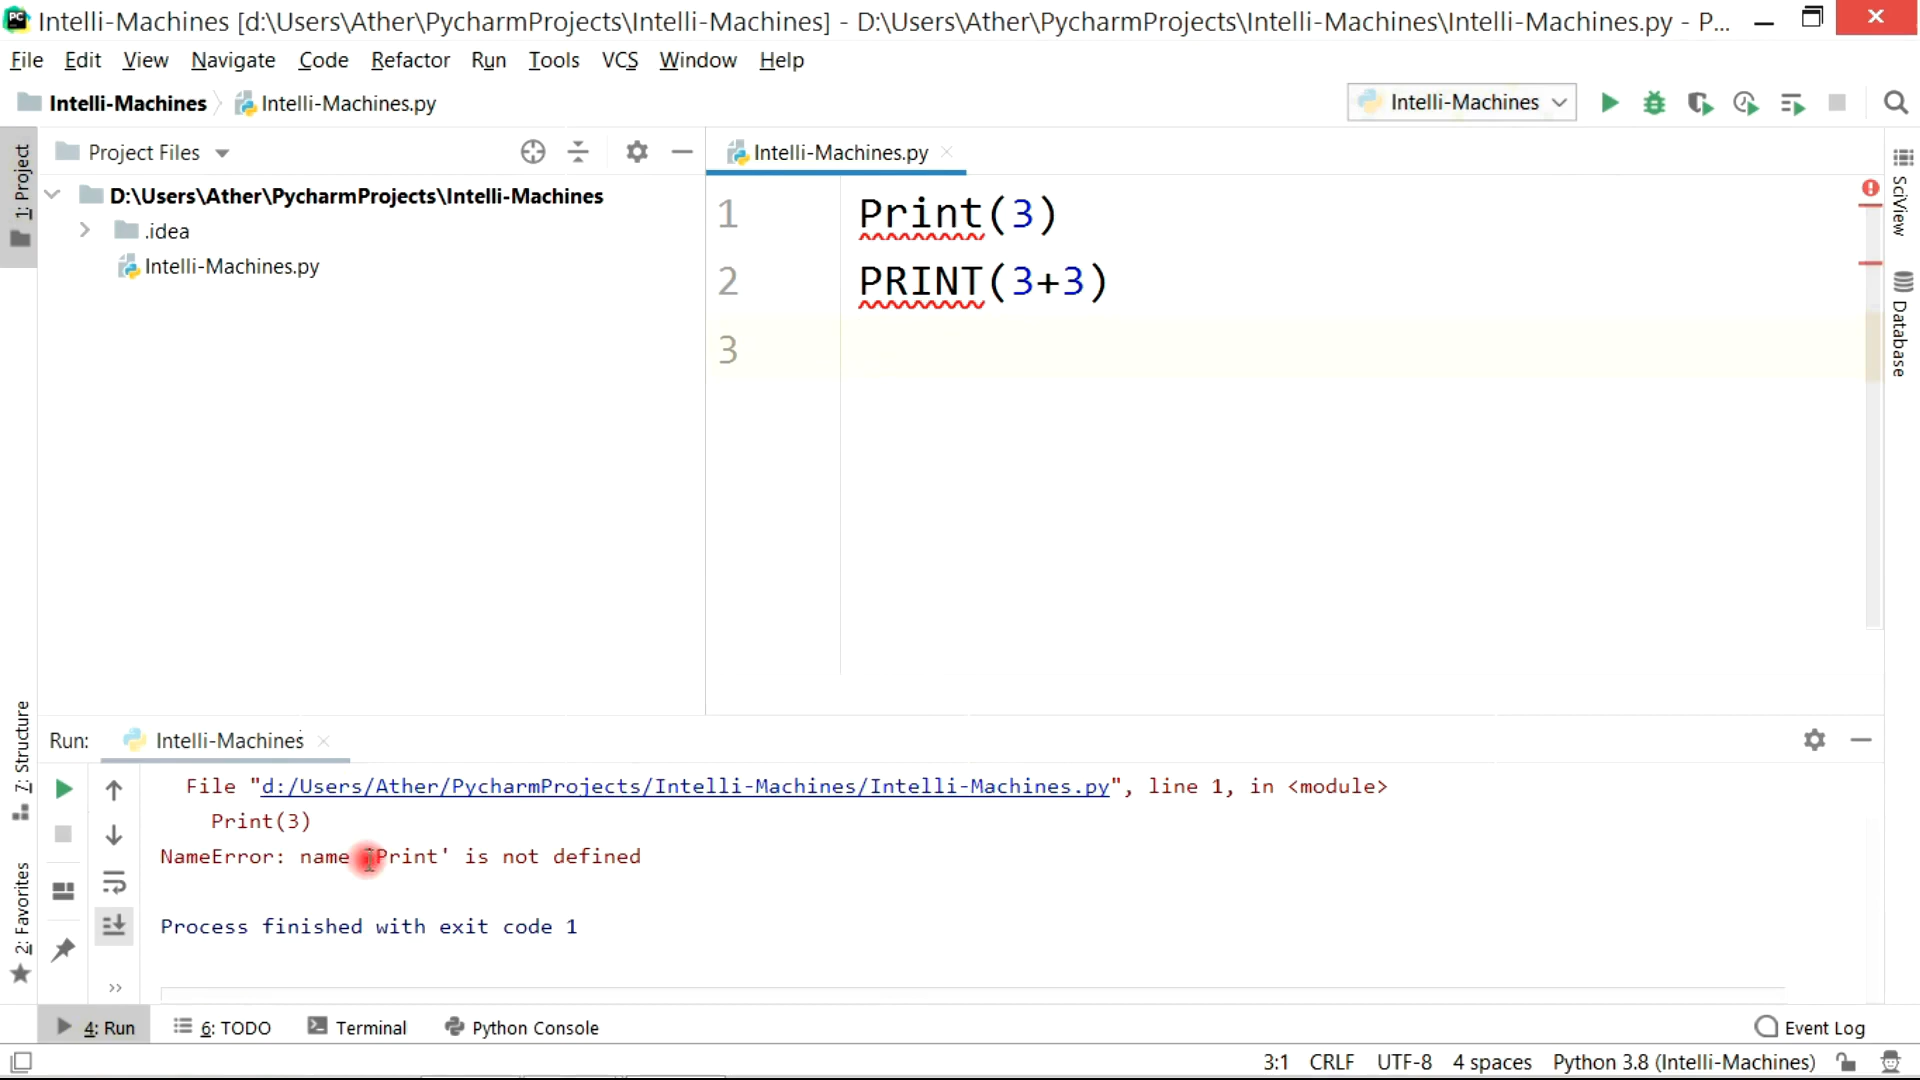 Intelli-Machines [d:\Users\Ather\PycharmProjects\Intelli-Machines] - D:\Users\Ather\PycharmProjects\Intelli-Machines\Intelli-Machines.py - P...
File Edit View Navigate Code Refactor Run Tools VCS Window Help
Intelli-Machines Intelli-Machines.py
Intelli-Machines
1: Project
Project Files
Intelli-Machines.py
D:\Users\Ather\PycharmProjects\Intelli-Machines
.idea
Intelli-Machines.py
1 Print(3)
2 PRINT(3+3)
3
SciView
Database
7: Structure
2: Favorites
Run: Intelli-Machines
File "d:/Users/Ather/PycharmProjects/Intelli-Machines/Intelli-Machines.py", line 1, in <module>
Print(3)
NameError: name 'Print' is not defined
Process finished with exit code 1
4: Run 6: TODO Terminal Python Console Event Log
3:1 CRLF UTF-8 4 spaces Python 3.8 (Intelli-Machines)